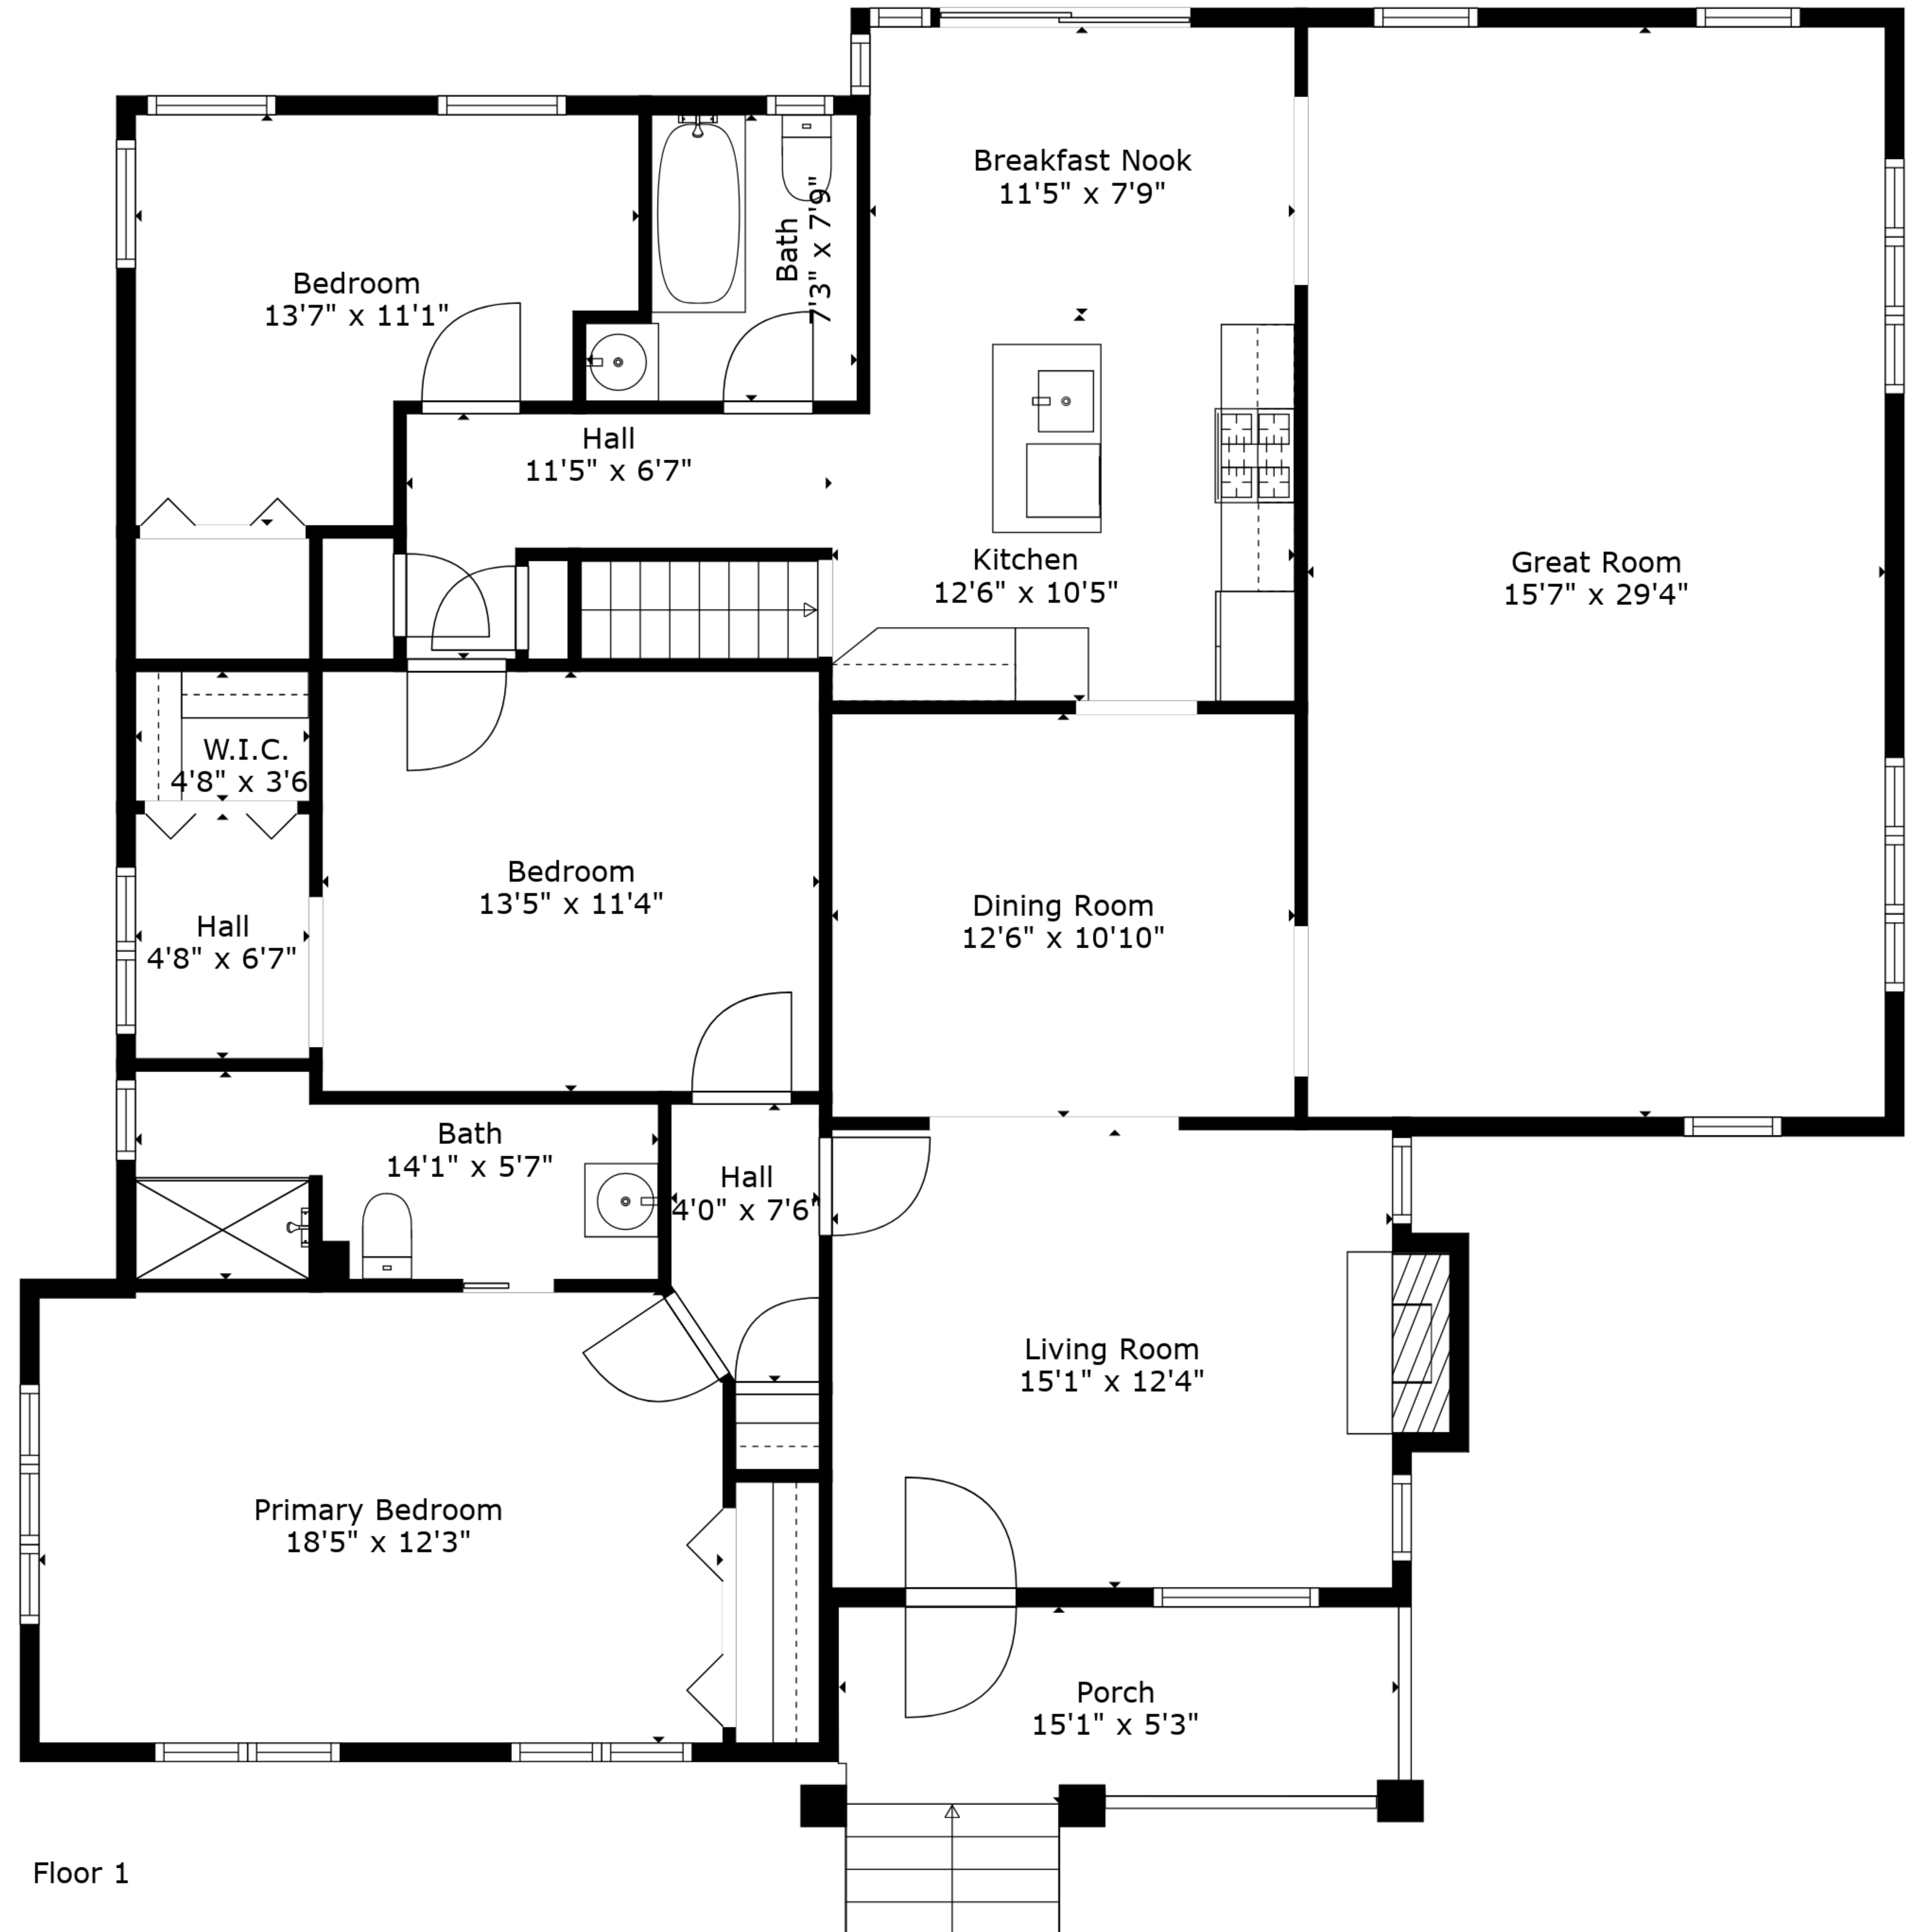 Breakfast Nook
11'5" x 7'9"
Bath
7'3" x 7'9"
Bedroom
13'7" x 11'1"
Hall
11'5" x 6'7"
Kitchen
12'6" x 10'5"
Great Room
15'7" x 29'4"
W.I.C.
4'8" x 3'6
Bedroom
13'5" x 11'4"
Hall
4'8" x 6'7"
Dining Room
12'6" x 10'10"
Bath
14'1" x 5'7"
Hall
4'0" x 7'6"
Living Room
15'1" x 12'4"
Primary Bedroom
18'5" x 12'3"
Porch
15'1" x 5'3"
Floor 1